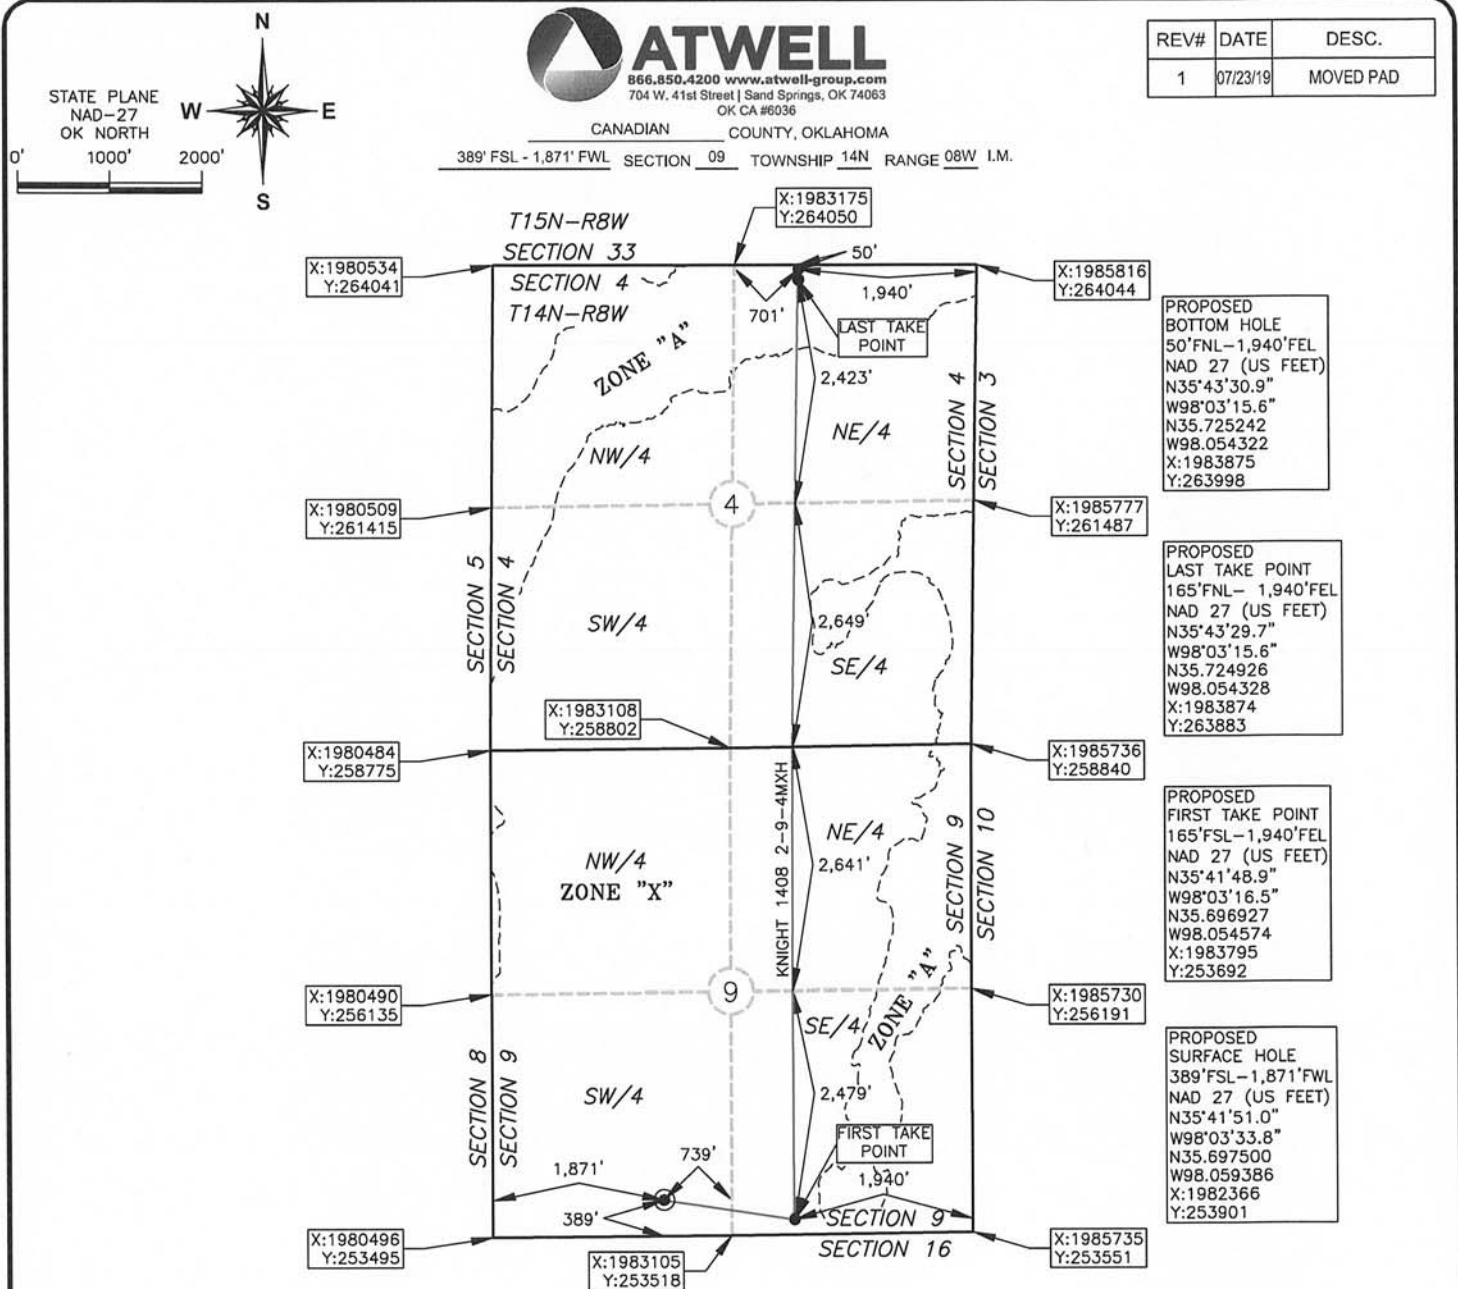 N
W E
S
STATE PLANE
NAD-27
OK NORTH
0' 1000' 2000'
ATWELL
866.850.4200 www.atwell-group.com
704 W. 41st Street | Sand Springs, OK 74063
OK CA #6036
CANADIAN COUNTY, OKLAHOMA
389' FSL - 1,871' FWL SECTION 09 TOWNSHIP 14N RANGE 08W I.M.
REV# DATE DESC.
1 07/23/19 MOVED PAD
X:1983175
Y:264050
T15N-R8W
SECTION 33
SECTION 4
T14N-R8W
X:1980534
Y:264041
50'
1,940'
701'
X:1985816
Y:264044
LAST TAKE
POINT
ZONE "A"
2,423'
NE/4
NW/4
SECTION 4
SECTION 3
X:1980509
Y:261415
4
X:1985777
Y:261487
SECTION 5
SECTION 4
SW/4
2,649'
SE/4
X:1983108
Y:258802
X:1980484
Y:258775
X:1985736
Y:258840
KNIGHT 1408 2-9-4MXH
NE/4
2,641'
NW/4
ZONE "X"
SECTION 9
SECTION 10
X:1980490
Y:256135
9
X:1985730
Y:256191
SE/4
ZONE "A"
SECTION 8
SECTION 9
SW/4
2,479'
FIRST TAKE
POINT
1,871'
739'
1,940'
389'
SECTION 9
SECTION 16
X:1980496
Y:253495
X:1983105
Y:253518
X:1985735
Y:253551
PROPOSED
BOTTOM HOLE
50'FNL-1,940'FEL
NAD 27 (US FEET)
N35°43'30.9"
W98°03'15.6"
N35.725242
W98.054322
X:1983875
Y:263998
PROPOSED
LAST TAKE POINT
165'FNL- 1,940'FEL
NAD 27 (US FEET)
N35°43'29.7"
W98°03'15.6"
N35.724926
W98.054328
X:1983874
Y:263883
PROPOSED
FIRST TAKE POINT
165'FSL-1,940'FEL
NAD 27 (US FEET)
N35°41'48.9"
W98°03'16.5"
N35.696927
W98.054574
X:1983795
Y:253692
PROPOSED
SURFACE HOLE
389'FSL-1,871'FWL
NAD 27 (US FEET)
N35°41'51.0"
W98°03'33.8"
N35.697500
W98.059386
X:1982366
Y:253901